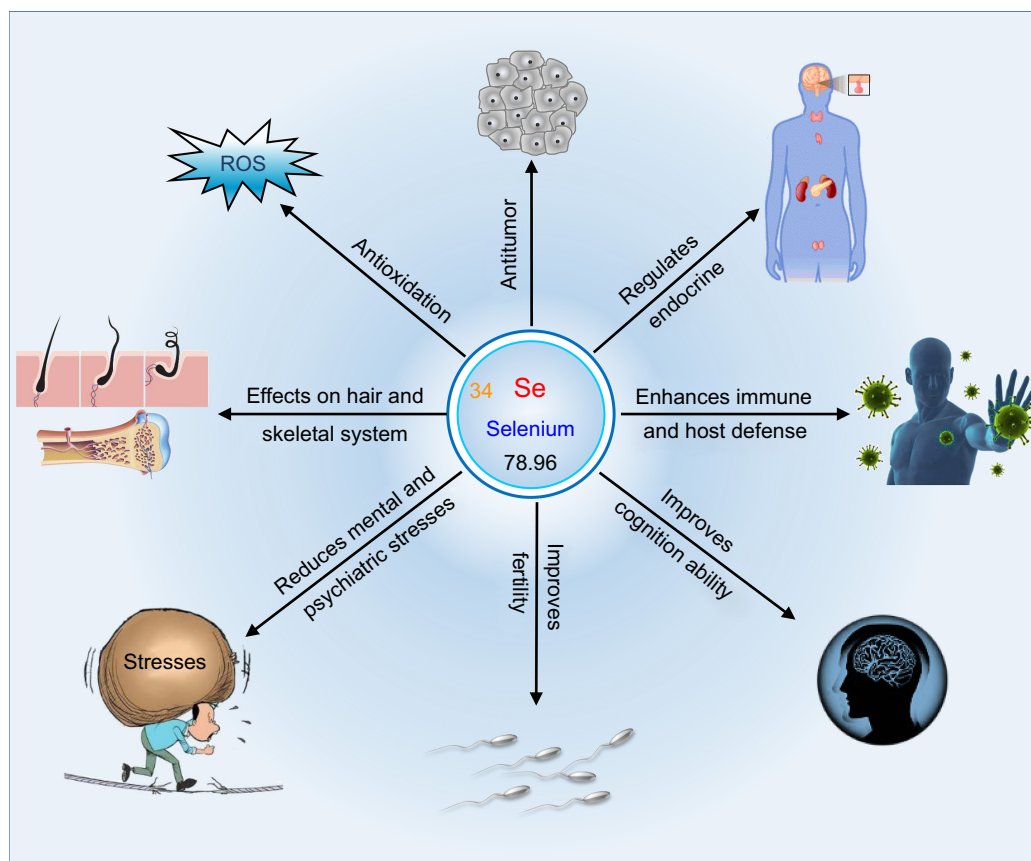 ROS
Antioxidation
Antitumor
Regulates
endocrine
Effects on hair and
skeletal system
34
Se
Selenium
78.96
Enhances immune
and host defense
Reduces mental and
psychiatric stresses
Improves
fertility
Improves
cognition ability
Stresses